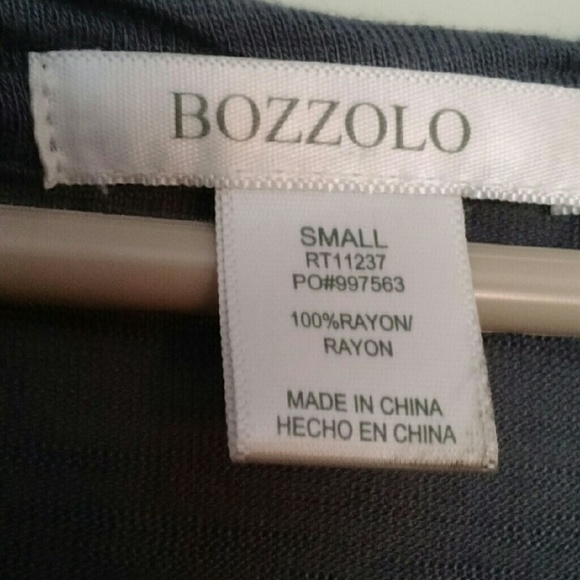 BOZZOLO
SMALL
RT11237
PO#997563
100%RAYON/
RAYON
MADE IN CHINA
HECHO EN CHINA